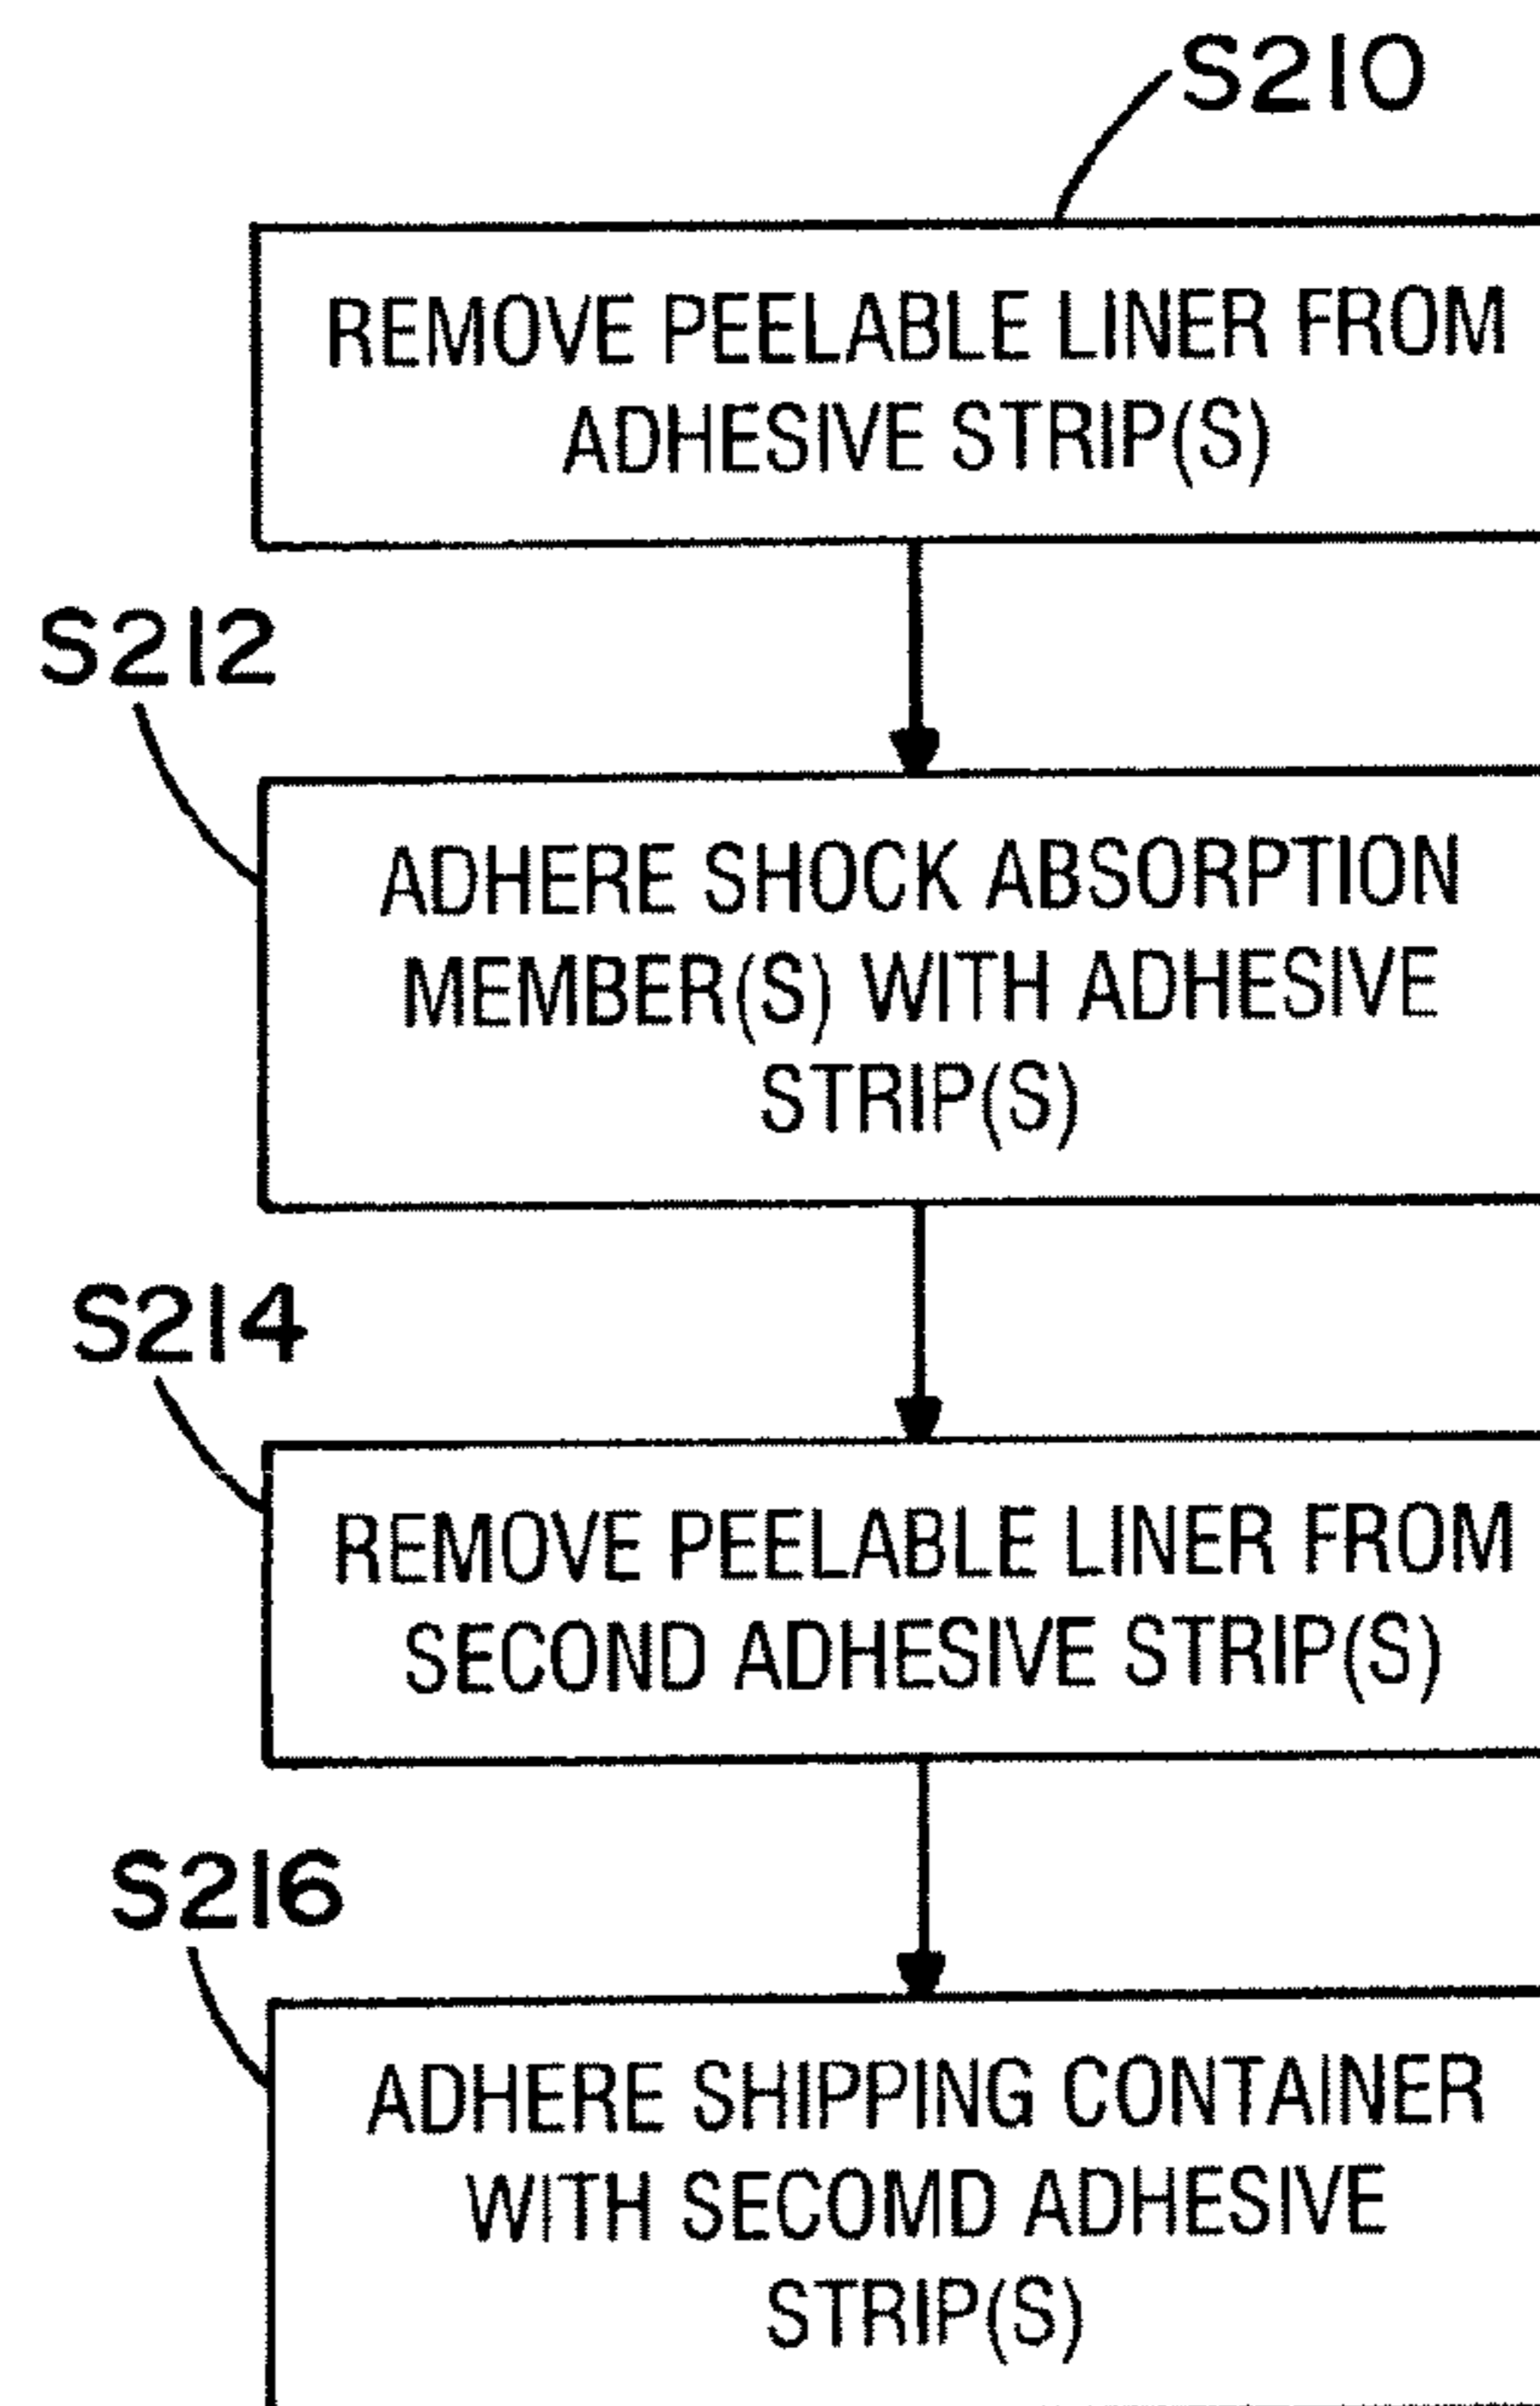 S210
REMOVE PEELABLE LINER FROM
ADHESIVE STRIP(S)
S212
ADHERE SHOCK ABSORPTION
MEMBER(S) WITH ADHESIVE
STRIP(S)
S214
REMOVE PEELABLE LINER FROM
SECOND ADHESIVE STRIP(S)
S216
ADHERE SHIPPING CONTAINER
WITH SECOMD ADHESIVE
STRIP(S)